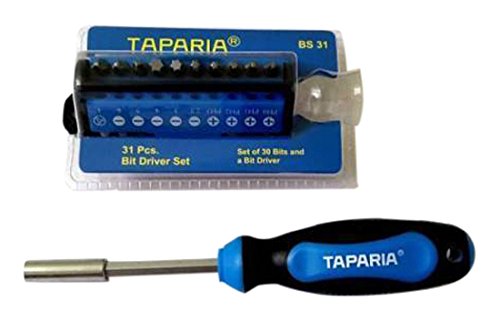 TAPARIA®
BS 31
31 Pcs.
Bit Driver Set
Set of 30 Bits and
a Bit Driver
TAPARIA®